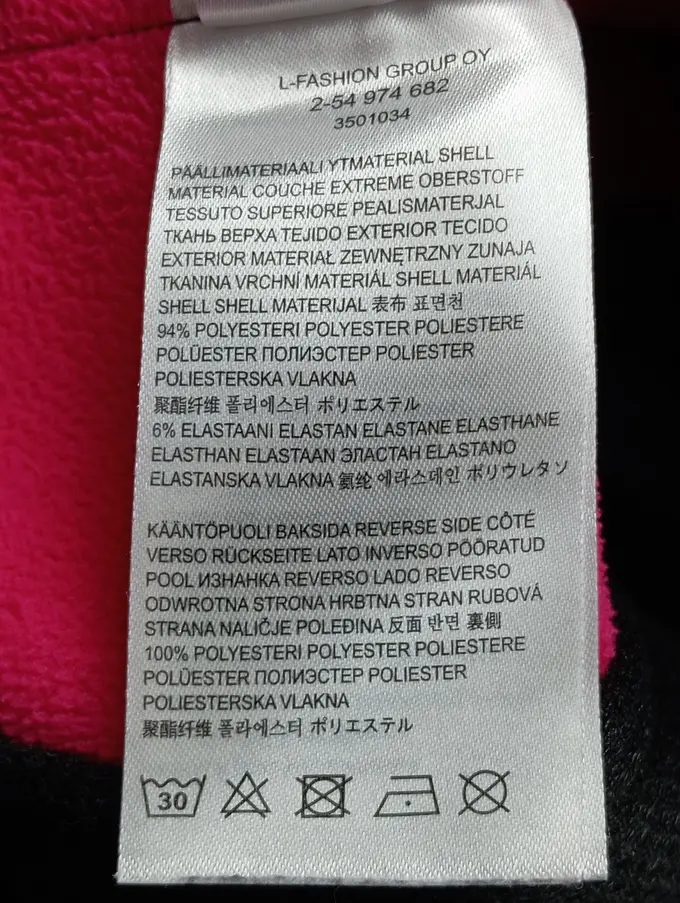 L-FASHION GROUP OY
2-54 974 682
3501034
PÄÄLLIMATERIAALI YTMATERIAL SHELL
MATERIAL COUCHE EXTREME OBERSTOFF
TESSUTO SUPERIORE PEALISMATERJAL
ТКАНЬ ВЕРХА TEJIDO EXTERIOR TECIDO
EXTERIOR MATERIAŁ ZEWNĘTRZNY ZUNAJA
TKANINA VRCHNÍ MATERIÁL SHELL MATERIÁL
SHELL SHELL MATERIJAL 表布 표면천
94% POLYESTERI POLYESTER POLIESTERE
POLÜESTER ПОЛИЭСТЕР POLIESTER
POLIESTERSKA VLAKNA
聚酯纤维 폴리에스터 ポリエステル
6% ELASTAANI ELASTAN ELASTANE ELASTHANE
ELASTHAN ELASTAAN ЭЛАСТАН ELASTANO
ELASTANSKA VLAKNA 氨纶 에라스데인 ポリウレタン
KÄÄNTÖPUOLI BAKSIDA REVERSE SIDE CÔTÉ
VERSO RÜCKSEITE LATO INVERSO PÖÖRATUD
POOL ИЗНАНКА REVERSO LADO REVERSO
ODWROTNA STRONA HRBTNA STRAN RUBOVÁ
STRANA NALIČJE POLEĐINA 反面 반면 裏側
100% POLYESTERI POLYESTER POLIESTERE
POLÜESTER ПОЛИЭСТЕР POLIESTER
POLIESTERSKA VLAKNA
聚酯纤维 폴라에스터 ポリエステル
30